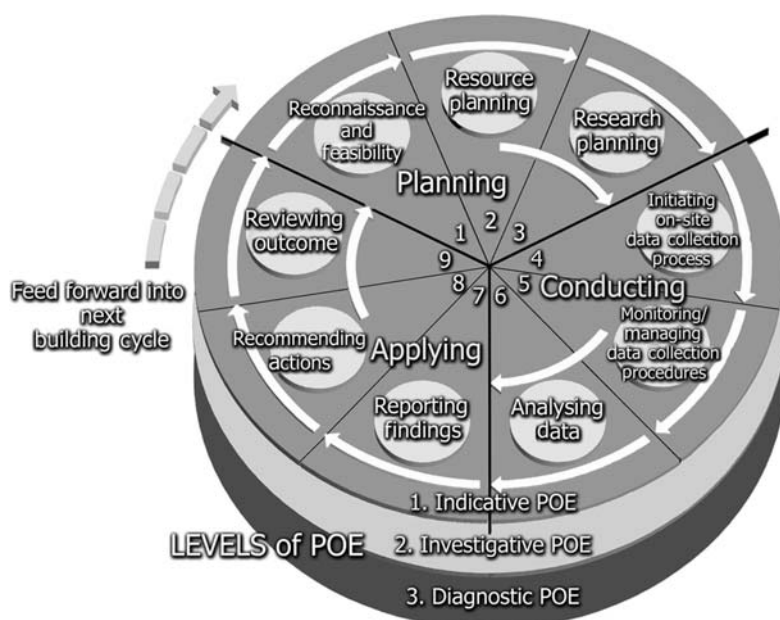 Resource
planning
Reconnaissance
and
feasibility
Research
planning
Planning
Reviewing
outcome
Initiating
on-site
data collection
process
1
2
3
4
5
6
7
8
9
Feed forward into
next
building cycle
Conducting
Monitoring/
managing
data collection
procedures
Recommending
actions
Applying
Reporting
findings
Analysing
data
1. Indicative POE
LEVELS of POE
2. Investigative POE
3. Diagnostic POE